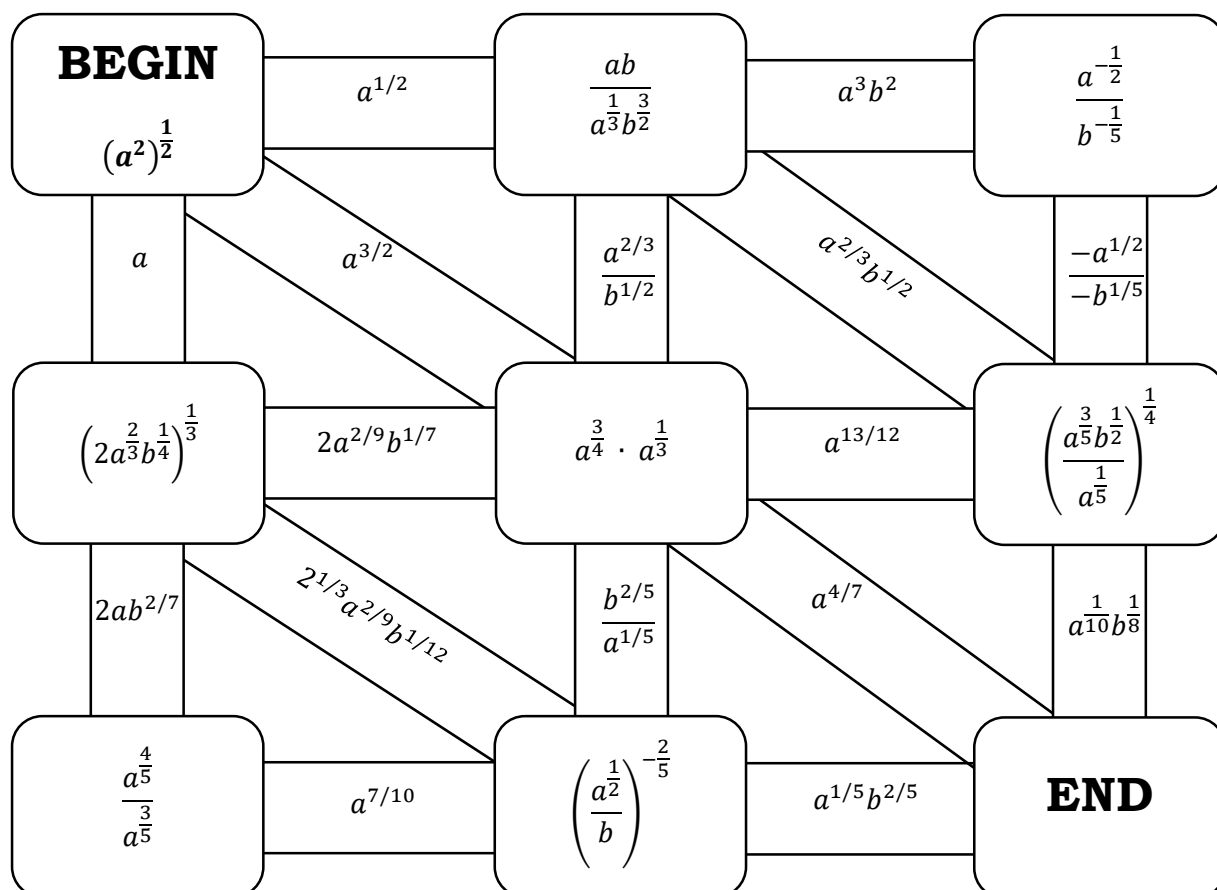 BEGIN
(a²)^(1/2)
a^(1/2)
ab / (a^(1/3) b^(3/2))
a³b²
a^(-1/2) / b^(-1/5)
a
a^(3/2)
a^(2/3) / b^(1/2)
a^(2/3) b^(1/2)
-a^(1/2) / -b^(1/5)
(2a^(2/3) b^(1/4))^(1/3)
2a^(2/9) b^(1/7)
a^(3/4) · a^(1/3)
a^(13/12)
(a^(3/5) b^(1/2) / a^(1/5))^(1/4)
2ab^(2/7)
2^(1/3) a^(2/9) b^(1/12)
b^(2/5) / a^(1/5)
a^(4/7)
a^(1/10) b^(1/8)
a^(4/5) / a^(3/5)
a^(7/10)
(a^(1/2) / b)^(-2/5)
a^(1/5) b^(2/5)
END